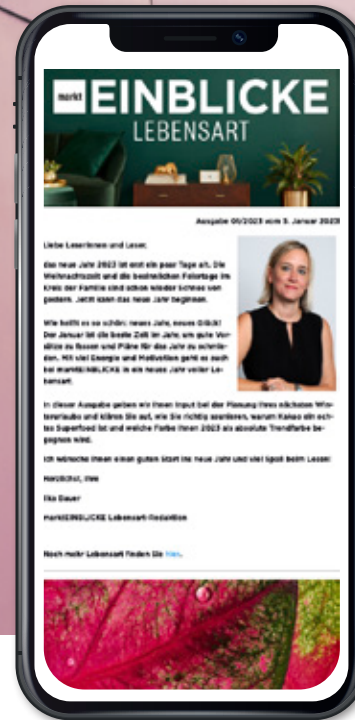 markt EINBLICKE
LEBENSART
Ausgabe 01/2023 vom 5. Januar 2023
Liebe Leserinnen und Leser,
das neue Jahr 2023 ist erst ein paar Tage alt. Die
Weihnachtszeit und die besinnlichen Feiertage im
Kreis der Familie sind schon wieder Schnee von
gestern. Jetzt kann das neue Jahr beginnen.
Wie heißt es so schön: neues Jahr, neues Glück!
Der Januar ist die beste Zeit im Jahr, um gute Vor-
sätze zu fassen und Pläne für das Jahr zu schmie-
den. Mit viel Energie und Motivation geht es auch
bei marktEINBLICKE in ein neues Jahr voller Le-
bensart.
In dieser Ausgabe geben wir Ihnen Input bei der Planung Ihres nächsten Win-
terurlaubs und klären Sie auf, wie Sie richtig saunieren, warum Kakao ein ech-
tes Superfood ist und welche Farbe Ihnen 2023 als absolute Trendfarbe be-
gegnen wird.
Ich wünsche Ihnen einen guten Start ins neue Jahr und viel Spaß beim Lesen!
Herzlichst, Ihre
marktEINBLICKE Lebensart-Redaktion
Noch mehr Lebensart finden Sie hier.